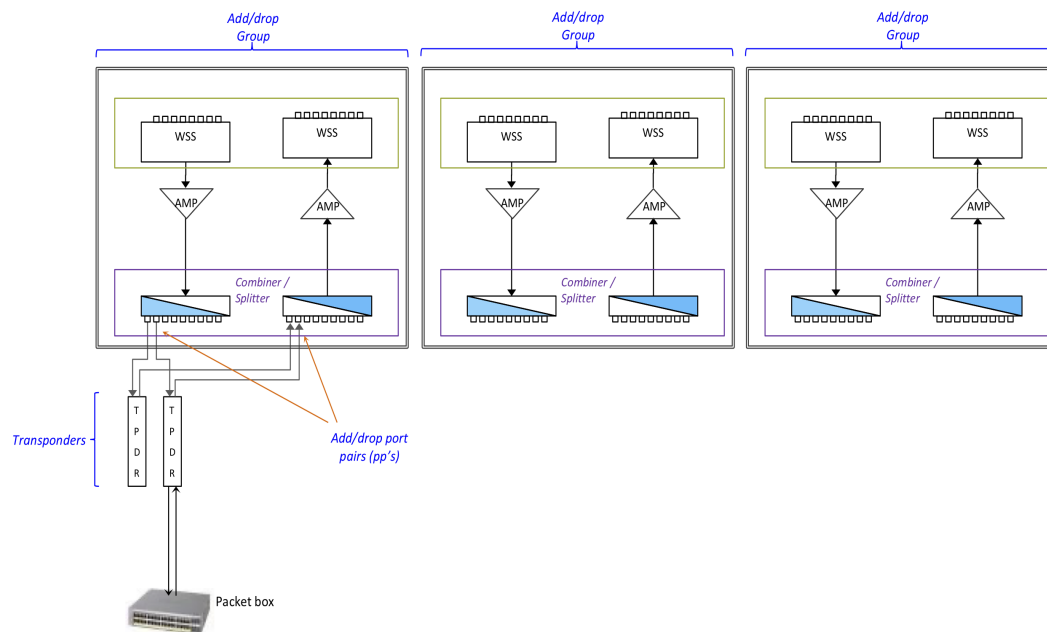 Add/drop
Group
Add/drop
Group
Add/drop
Group
WSS
WSS
WSS
WSS
WSS
WSS
AMP
AMP
AMP
AMP
AMP
AMP
Combiner /
Splitter
Combiner /
Splitter
Combiner /
Splitter
Transponders
T
P
D
R
T
P
D
R
Add/drop port
pairs (pp's)
Packet box